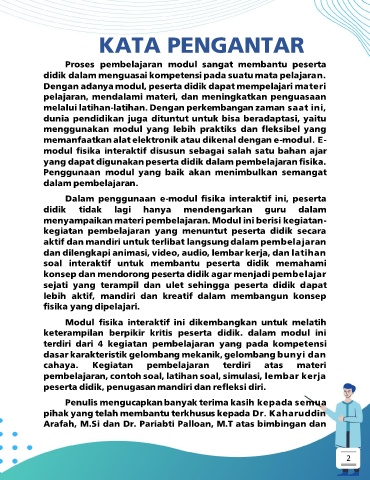 KATA PENGANTAR
Proses pembelajaran modul sangat membantu peserta
didik dalam menguasai kompetensi pada suatu mata pelajaran.
Dengan adanya modul, peserta didik dapat mempelajari materi
pelajaran, mendalami materi, dan meningkatkan penguasaan
melalui latihan-latihan. Dengan perkembangan zaman saat ini,
dunia pendidikan juga dituntut untuk bisa beradaptasi, yaitu
menggunakan modul yang lebih praktiks dan fleksibel yang
memanfaatkan alat elektronik atau dikenal dengan e-modul. E-
modul fisika interaktif disusun sebagai salah satu bahan ajar
yang dapat digunakan peserta didik dalam pembelajaran fisika.
Penggunaan modul yang baik akan menimbulkan semangat
dalam pembelajaran.
Dalam penggunaan e-modul fisika interaktif ini, peserta
didik tidak lagi hanya mendengarkan guru dalam
menyampaikan materi pembelajaran. Modul ini berisi kegiatan-
kegiatan pembelajaran yang menuntut peserta didik secara
aktif dan mandiri untuk terlibat langsung dalam pembelajaran
dan dilengkapi animasi, video, audio, lembar kerja, dan latihan
soal interaktif untuk membantu peserta didik memahami
konsep dan mendorong peserta didik agar menjadi pembelajar
sejati yang terampil dan ulet sehingga peserta didik dapat
lebih aktif, mandiri dan kreatif dalam membangun konsep
fisika yang dipelajari.
Modul fisika interaktif ini dikembangkan untuk melatih
keterampilan berpikir kritis peserta didik. dalam modul ini
terdiri dari 4 kegiatan pembelajaran yang pada kompetensi
dasar karakteristik gelombang mekanik, gelombang bunyi dan
cahaya. Kegiatan pembelajaran terdiri atas materi
pembelajaran, contoh soal, latihan soal, simulasi, lembar kerja
peserta didik, penugasan mandiri dan refleksi diri.
Penulis mengucapkan banyak terima kasih kepada semua
pihak yang telah membantu terkhusus kepada Dr. Kaharuddin
Arafah, M.Si dan Dr. Pariabti Palloan, M.T atas bimbingan dan
2